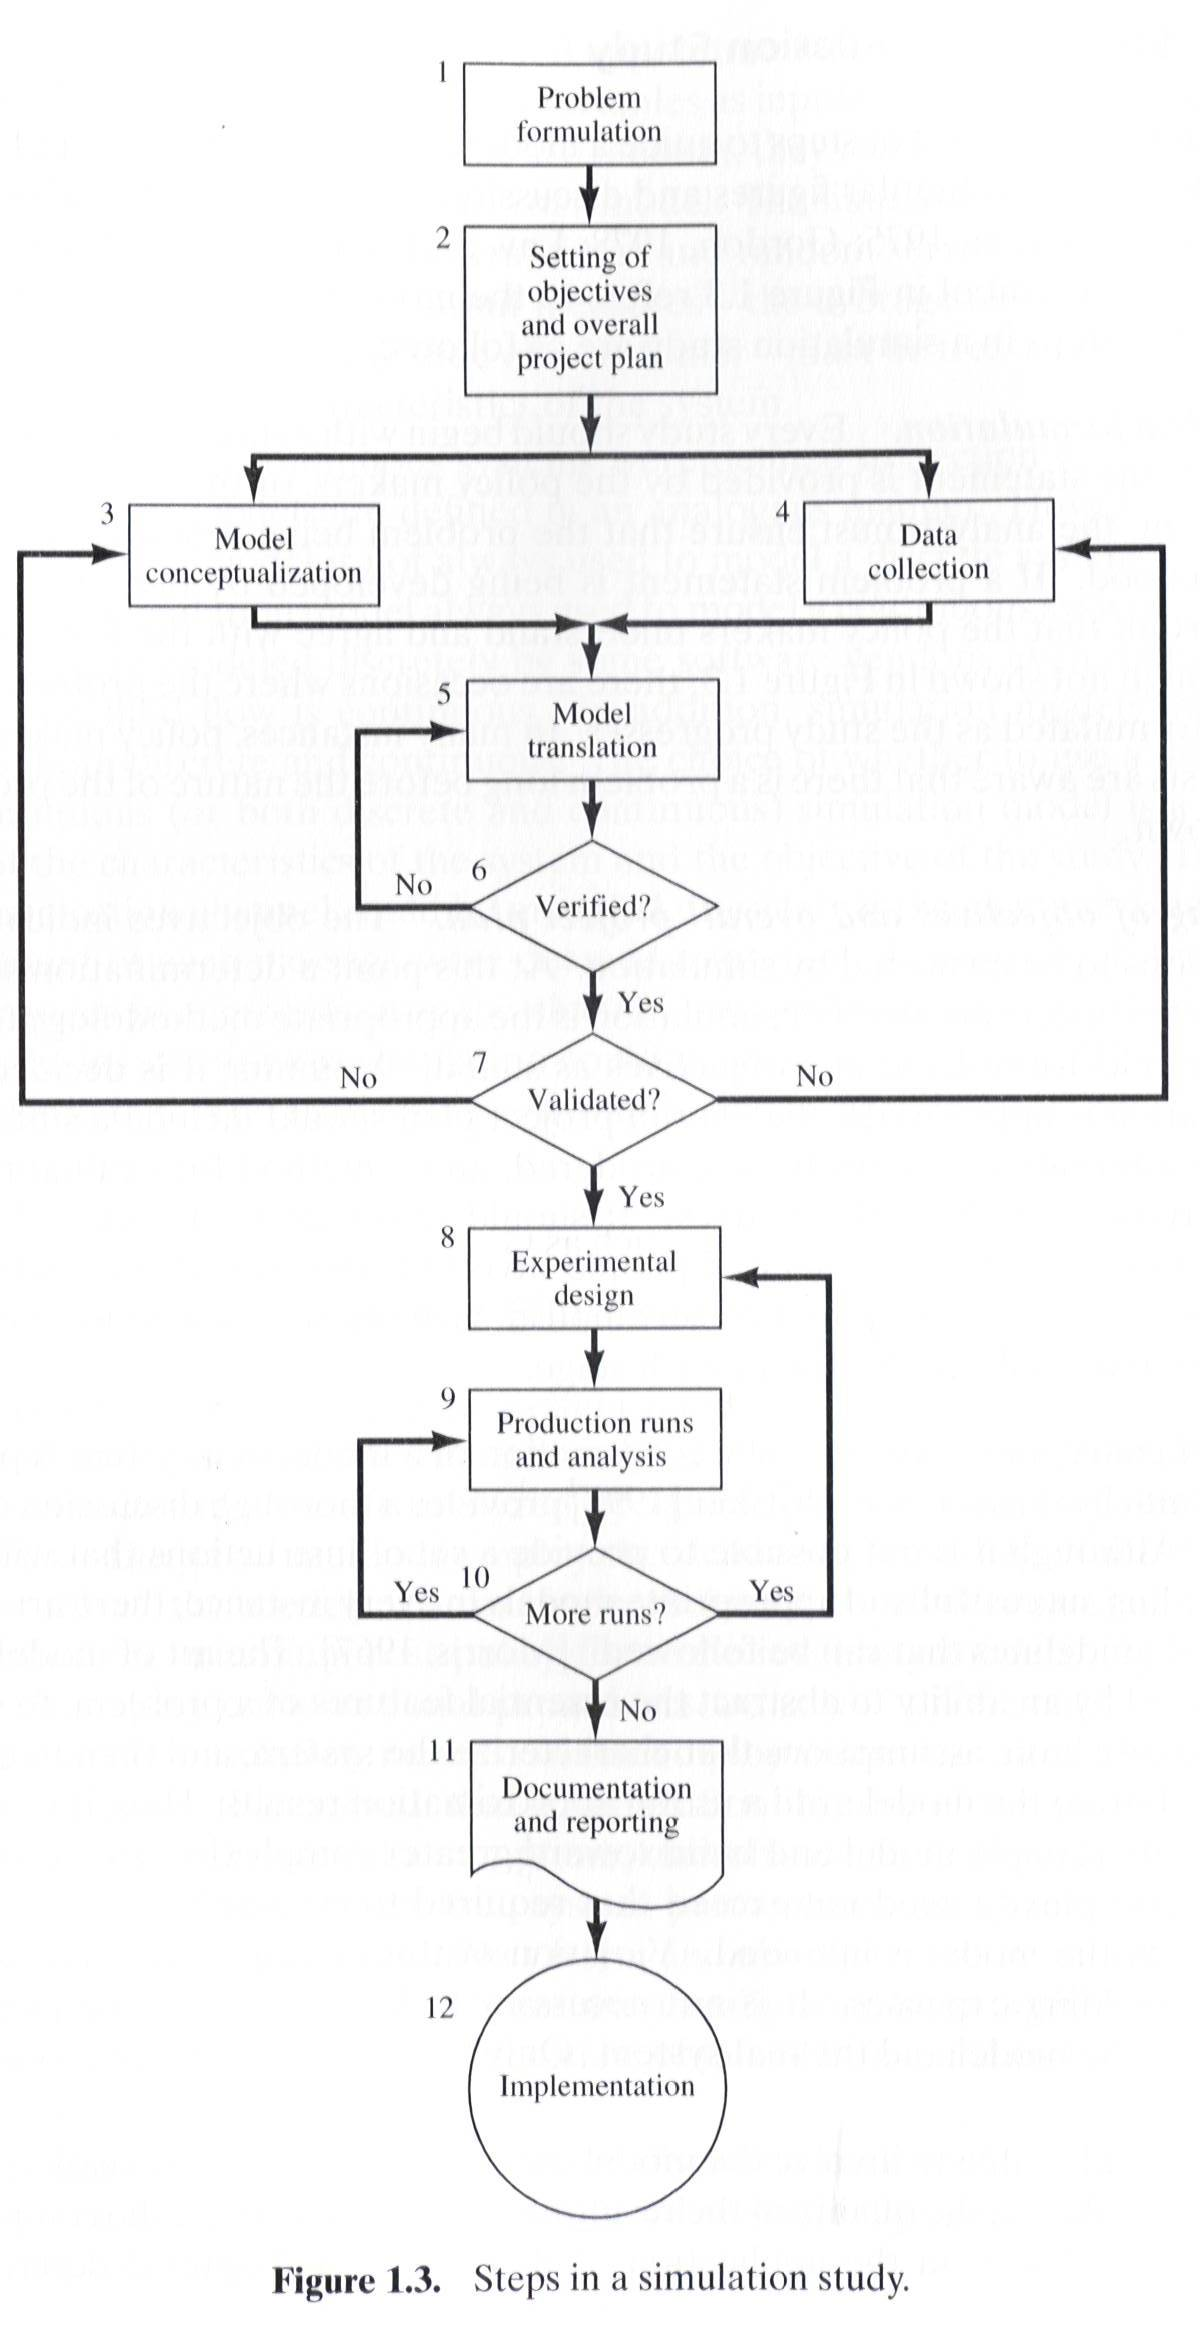 1
Problem
formulation
2
Setting of
objectives
and overall
project plan
3
Model
conceptualization
4
Data
collection
5
Model
translation
6
No
Verified?
Yes
7
No
Validated?
No
Yes
8
Experimental
design
9
Production runs
and analysis
10
Yes
More runs?
Yes
No
11
Documentation
and reporting
12
Implementation
Figure 1.3. Steps in a simulation study.